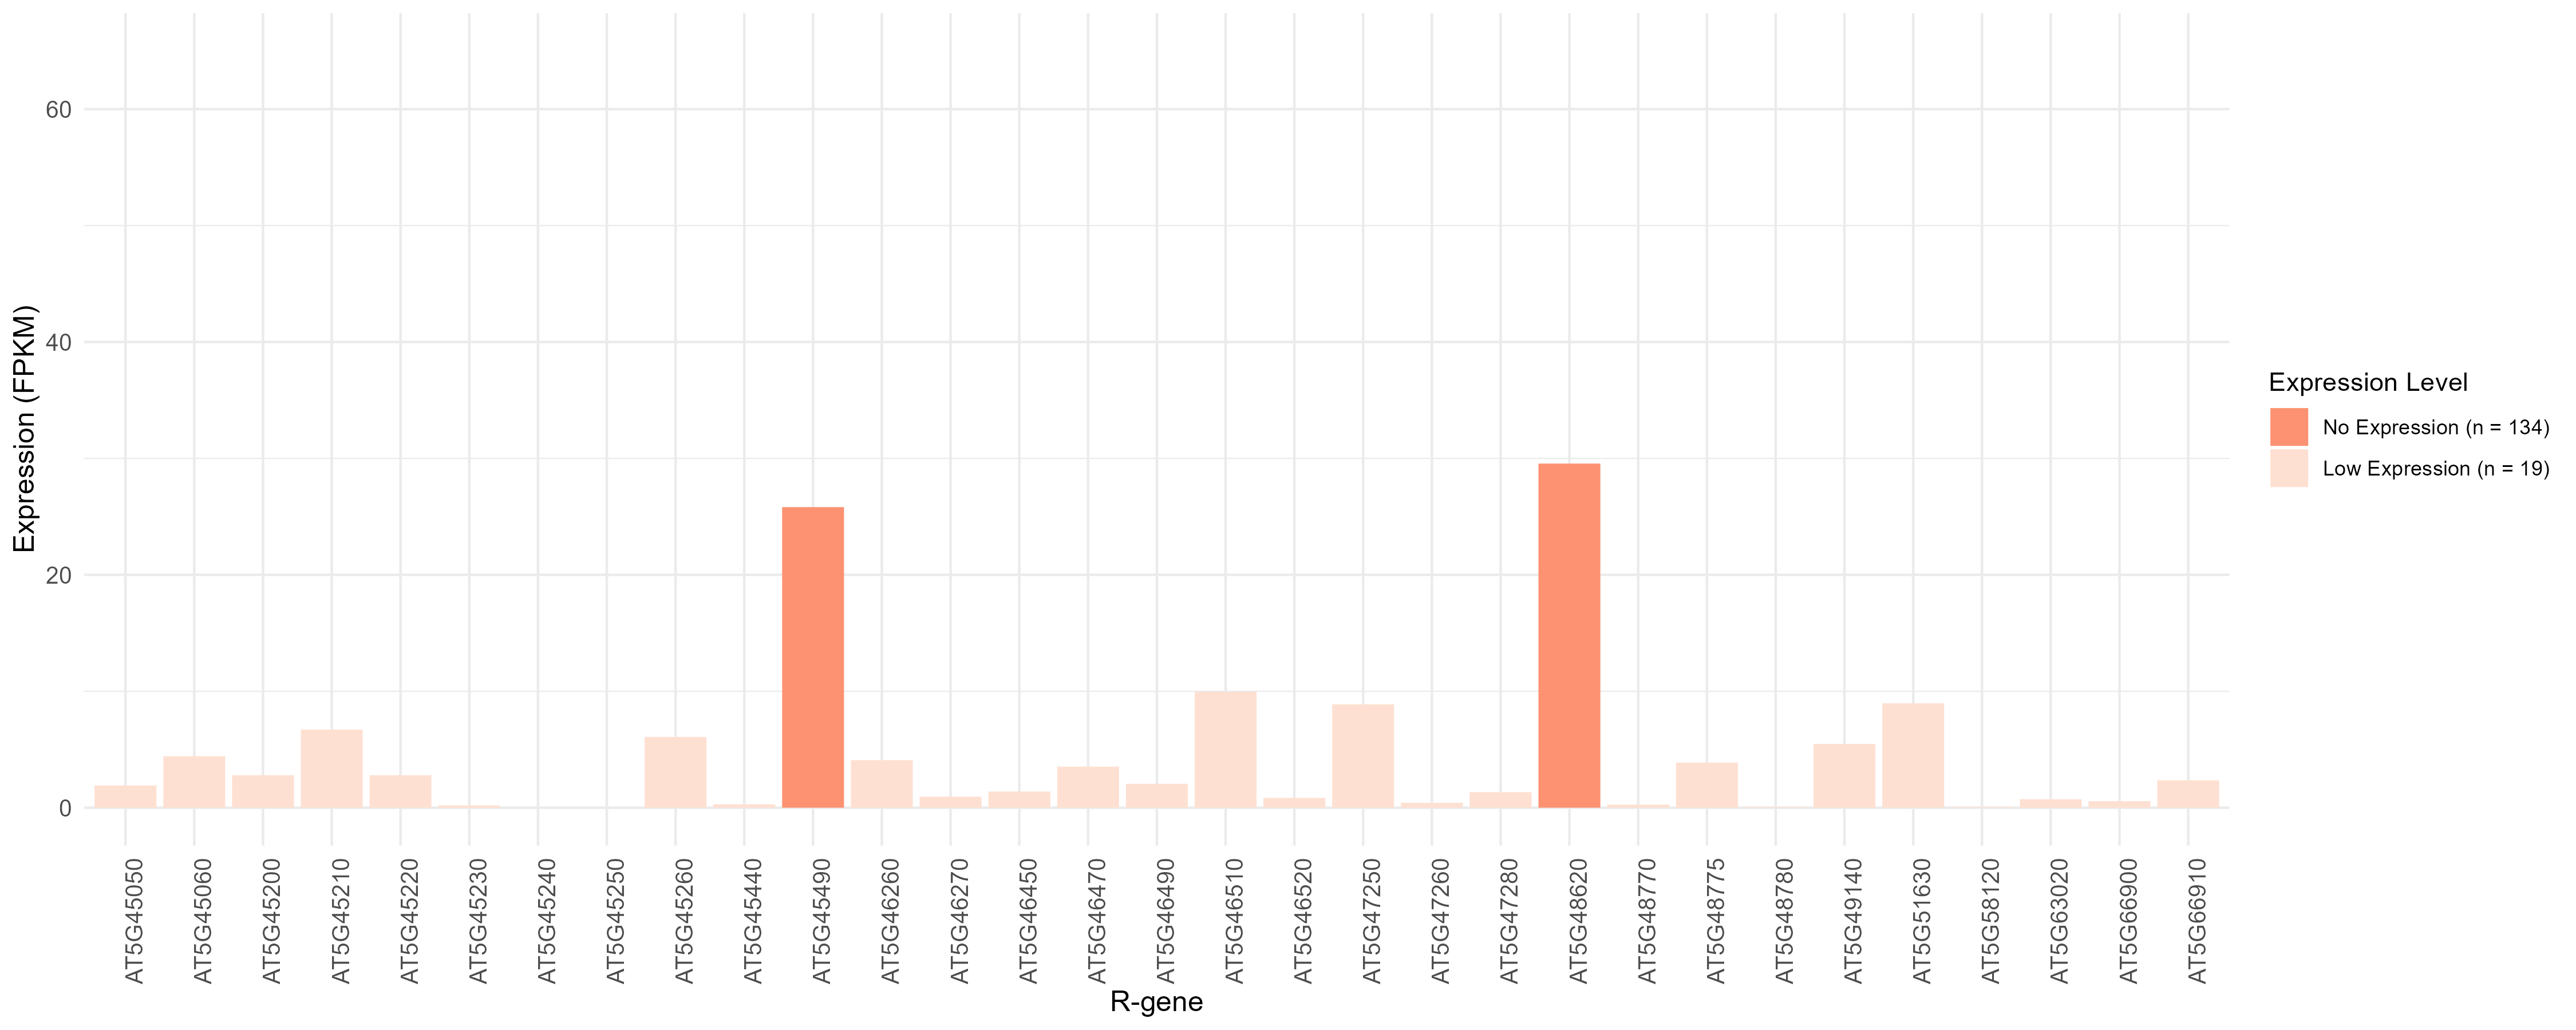 60
40
20
0
Expression (FPKM)
AT5G45050
AT5G45060
AT5G45200
AT5G45210
AT5G45220
AT5G45230
AT5G45240
AT5G45250
AT5G45260
AT5G45440
AT5G45490
AT5G46260
AT5G46270
AT5G46450
AT5G46470
AT5G46490
AT5G46510
AT5G46520
AT5G47250
AT5G47260
AT5G47280
AT5G48620
AT5G48770
AT5G48775
AT5G48780
AT5G49140
AT5G51630
AT5G58120
AT5G63020
AT5G66900
AT5G66910
R-gene
Expression Level
No Expression (n = 134)
Low Expression (n = 19)